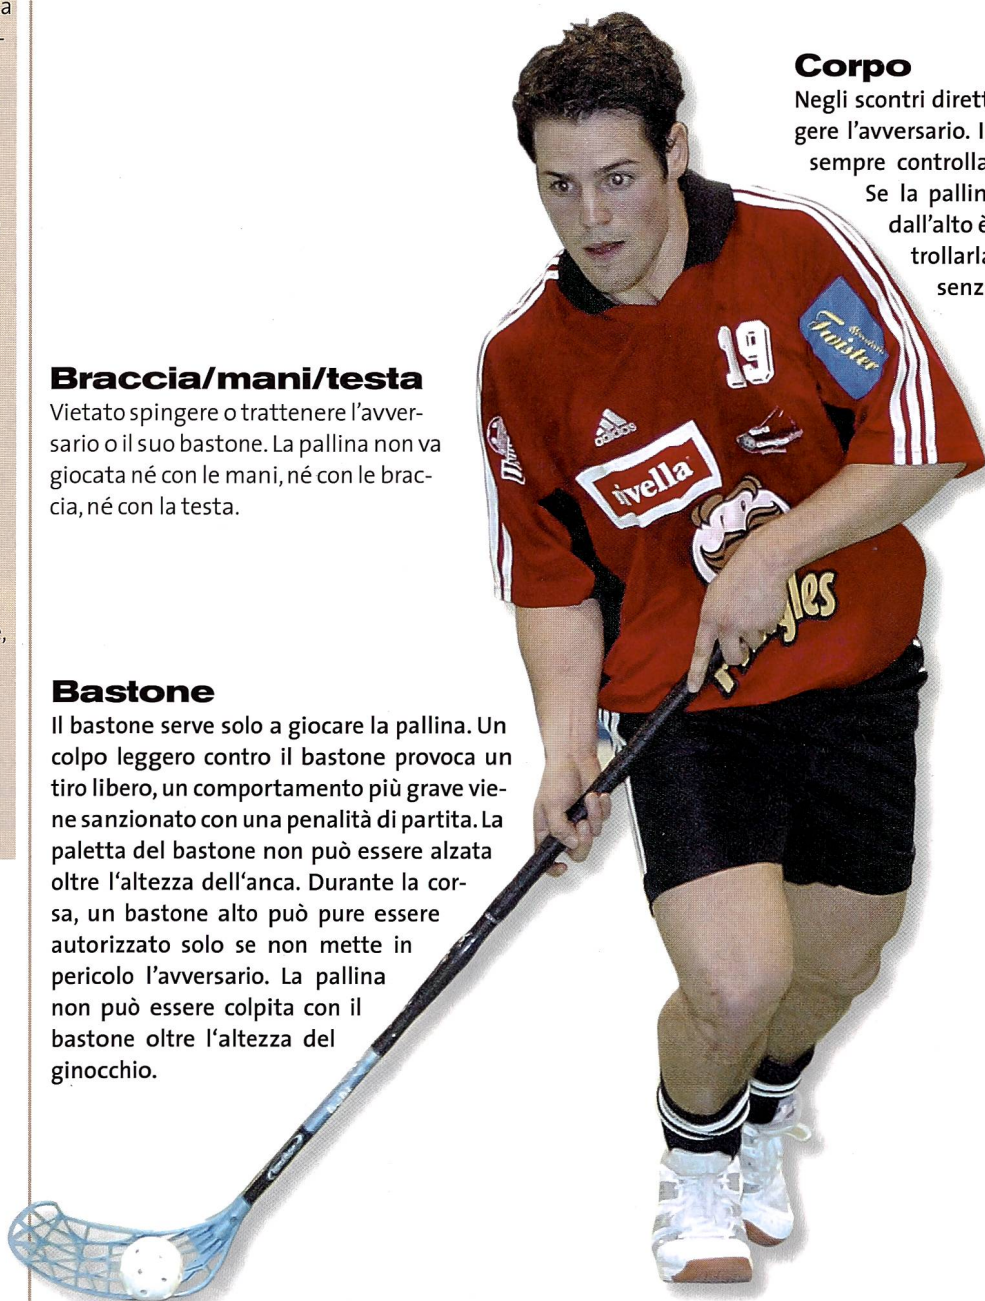 a
Corpo
Negli scontri dirett
gere l'avversario. I
sempre controlla
Se la pallin
dall'alto è
trollarla
senz
Braccia/mani/testa
Vietato spingere o trattenere l'avver-
sario o il suo bastone. La pallina non va
giocata né con le mani, né con le brac-
cia, né con la testa.
Bastone
Il bastone serve solo a giocare la pallina. Un
colpo leggero contro il bastone provoca un
tiro libero, un comportamento più grave vie-
ne sanzionato con una penalità di partita. La
paletta del bastone non può essere alzata
oltre l'altezza dell'anca. Durante la cor-
sa, un bastone alto può pure essere
autorizzato solo se non mette in
pericolo l'avversario. La pallina
non può essere colpita con il
bastone oltre l'altezza del
ginocchio.
19
Twister
adidas
rivella